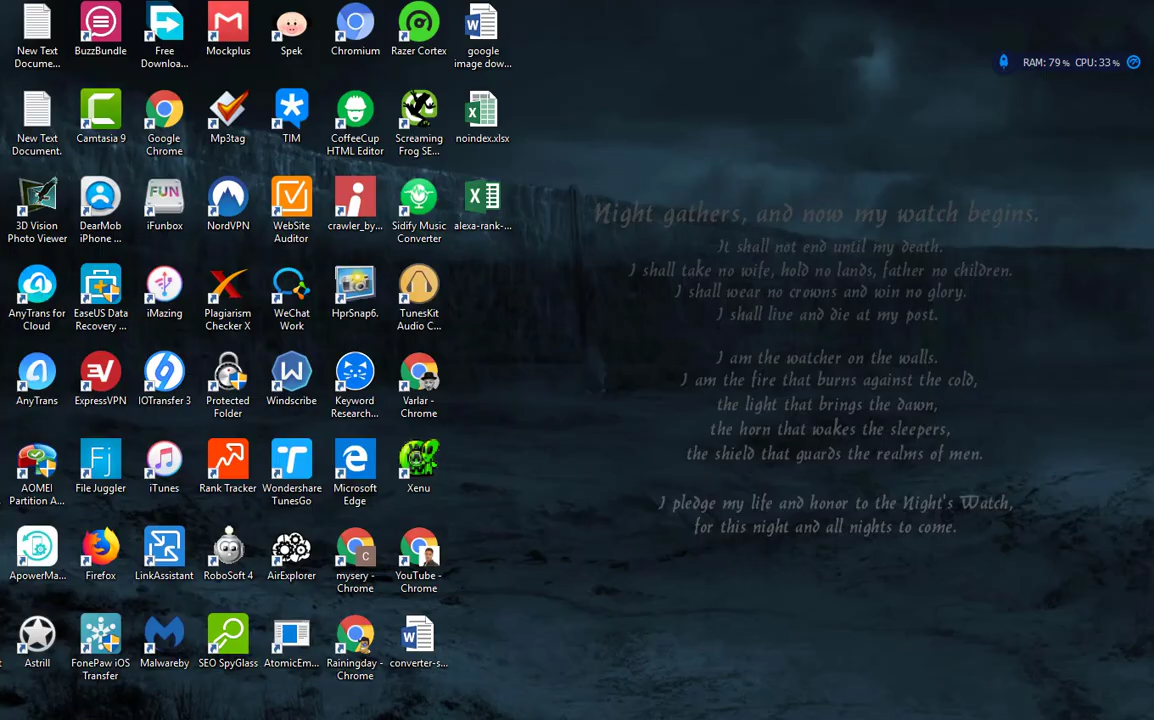 New Text
Docume...
BuzzBundle
Free
Downloa...
Mockplus
Spek
Chromium
Razer Cortex
google
image dow...
RAM: 79% CPU: 33%
New Text
Document.
Camtasia 9
Google
Chrome
Mp3tag
TIM
CoffeeCup
HTML Editor
Screaming
Frog SE...
noindex.xlsx
3D Vision
Photo Viewer
DearMob
iPhone ...
FUN
iFunbox
NordVPN
WebSite
Auditor
crawler_by...
Sidify Music
Converter
alexa-rank-...
AnyTrans for
Cloud
EaseUS Data
Recovery ...
iMazing
Plagiarism
Checker X
WeChat
Work
HprSnap6.
TunesKit
Audio C...
AnyTrans
ExpressVPN
IOTransfer 3
Protected
Folder
Windscribe
Keyword
Research...
Varlar -
Chrome
AOMEI
Partition A...
Fj
File Juggler
iTunes
Rank Tracker
Wondershare
TunesGo
Microsoft
Edge
Xenu
ApowerMa...
Firefox
LinkAssistant
RoboSoft 4
AirExplorer
C
mysery -
Chrome
YouTube -
Chrome
Astrill
FonePaw iOS
Transfer
Malwareby
SEO SpyGlass
AtomicEm...
Rainingday -
Chrome
converter-s...
Night gathers, and now my watch begins.
It shall not end until my death.
I shall take no wife, hold no lands, father no children.
I shall wear no crowns and win no glory.
I shall live and die at my post.
I am the watcher on the walls.
I am the fire that burns against the cold,
the light that brings the dawn,
the horn that wakes the sleepers,
the shield that guards the realms of men.
I pledge my life and honor to the Night's Watch,
for this night and all nights to come.